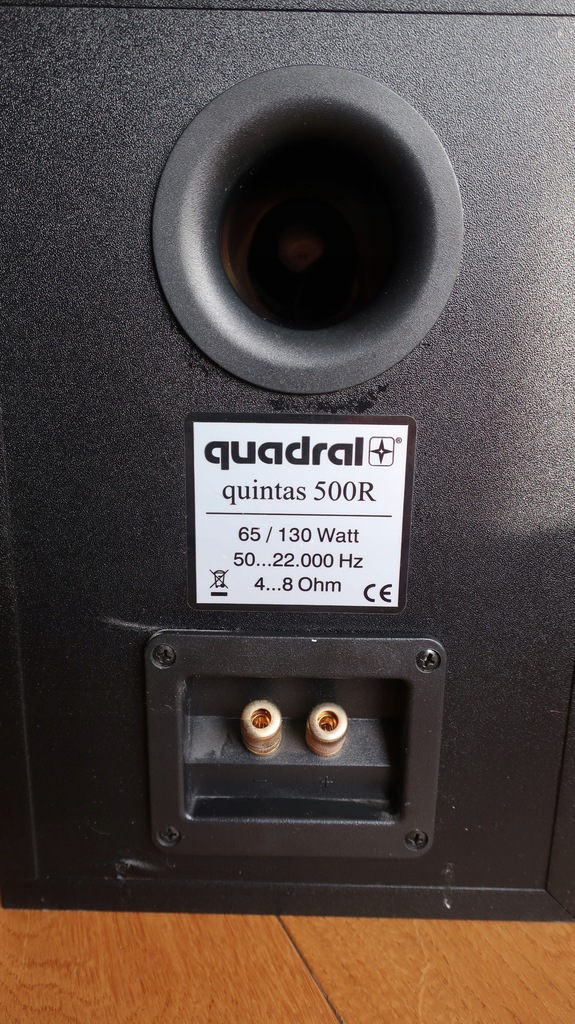 quadral®
quintas 500R
65 / 130 Watt
50...22.000 Hz
4...8 Ohm
CE
- +